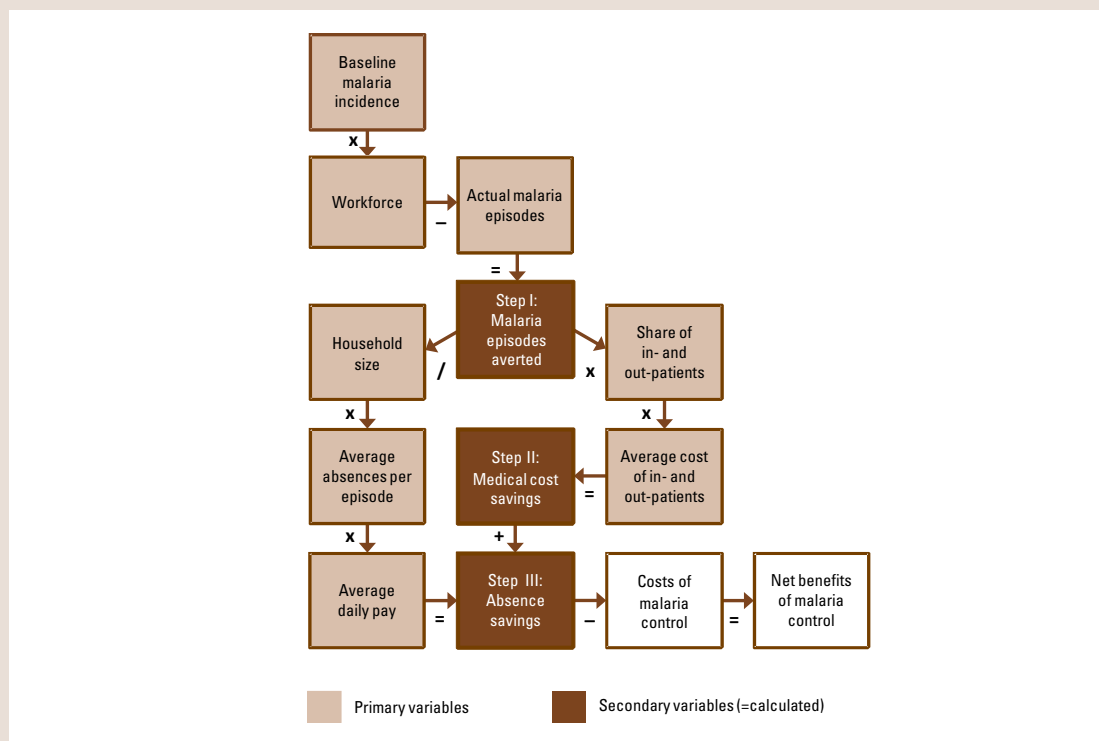 Baseline
malaria
incidence
x
Workforce
–
Actual malaria
episodes
=
Step I:
Malaria
episodes
averted
Household
size
/
x
Share of
in- and
out-patients
x
x
Average
absences per
episode
Step II:
Medical cost
savings
=
Average cost
of in- and
out-patients
x
+
Average
daily pay
=
Step III:
Absence
savings
–
Costs of
malaria
control
=
Net benefits
of malaria
control
Primary variables
Secondary variables (=calculated)